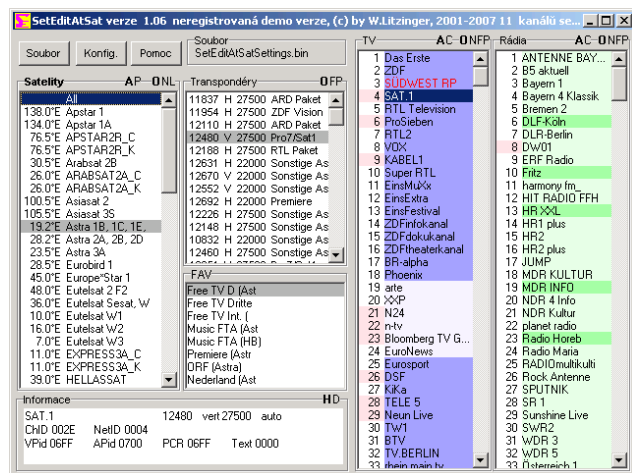 SetEditAtSat verze 1.06 neregistrovaná demo verze, (c) by W.Litzinger, 2001-2007 11 kanálů se...
Soubor
Konfig.
Pomoc
Soubor
SetEditAtSatSettings.bin
Satelity AP ONL
All
138.0°E Apstar 1
134.0°E Apstar 1A
76.5°E APSTAR2R_C
76.5°E APSTAR2R_K
30.5°E Arabsat 2B
26.0°E ARABSAT2A_C
26.0°E ARABSAT2A_K
100.5°E Asiasat 2
105.5°E Asiasat 3S
19.2°E Astra 1B, 1C, 1E,
28.2°E Astra 2A, 2B, 2D
23.5°E Astra 3A
28.5°E Eurobird 1
45.0°E Europe*Star 1
48.0°E Eutelsat 2 F2
36.0°E Eutelsat Sesat, W
10.0°E Eutelsat W1
16.0°E Eutelsat W2
7.0°E Eutelsat W3
11.0°E EXPRESS3A_C
11.0°E EXPRESS3A_K
39.0°E HELLASSAT
Transpondéry OFP
11837 H 27500 ARD Paket
11954 H 27500 ZDF Vision
12110 H 27500 ARD Paket
12480 V 27500 Pro7/Sat1
12188 H 27500 RTL Paket
12631 H 22000 Sonstige As
12670 V 22000 Sonstige As
12552 V 22000 Sonstige As
12692 H 22000 Premiere
12226 H 27500 Sonstige As
12148 H 27500 Sonstige As
10832 H 22000 Sonstige As
12460 H 27500 Sonstige As
FAV
Free TV D (Ast
Free TV Dritte
Free TV Int. (
Music FTA (Ast
Music FTA (HB)
Premiere (Astr
ORF (Astra)
Nederland (Ast
Informace HD
SAT.1 12480 vert 27500 auto
ChID 002E NetID 0004
VPid 06FF APid 0700 PCR 06FF Text 0000
TV AC ONFP
1 Das Erste
2 ZDF
3 SÜDWEST RP
4 SAT.1
5 RTL Television
6 ProSieben
7 RTL2
8 VOX
9 KABEL1
10 Super RTL
11 EinsMuXx
12 EinsExtra
13 EinsFestival
14 ZDFinfokanal
15 ZDFdokukanal
16 ZDFtheaterkanal
17 BR-alpha
18 Phoenix
19 arte
20 XXP
21 N24
22 n-tv
23 Bloomberg TV G...
24 EuroNews
25 Eurosport
26 DSF
27 KiKa
28 TELE 5
29 Neun Live
30 TW1
31 BTV
32 TV.BERLIN
33 rhein main tv
Rádia AC ONFP
1 ANTENNE BAY...
2 B5 aktuell
3 Bayern 1
4 Bayern 4 Klassik
5 Bremen 2
6 DLF-Köln
7 DLR-Berlin
8 DW01
9 ERF Radio
10 Fritz
11 harmony fm_
12 HIT RADIO FFH
13 HR XXL
14 HR1 plus
15 HR2
16 HR2 plus
17 JUMP
18 MDR KULTUR
19 MDR INFO
20 NDR 4 Info
21 NDR Kultur
22 planet radio
23 Radio Horeb
24 Radio Maria
25 RADIOmultikulti
26 Rock Antenne
27 SPUTNIK
28 SR 1
29 Sunshine Live
30 SWR2
31 WDR 3
32 WDR 5
33 Österreich 1